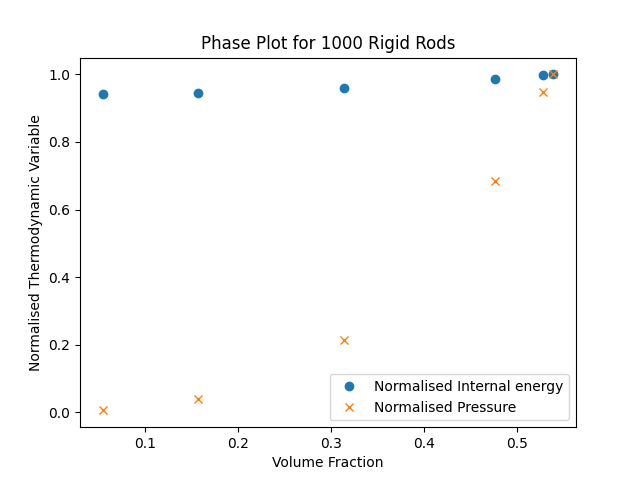 Phase Plot for 1000 Rigid Rods
Normalised Thermodynamic Variable
1.0
0.8
0.6
0.4
0.2
0.0
Normalised Internal energy
Normalised Pressure
0.1
0.2
0.3
0.4
0.5
Volume Fraction